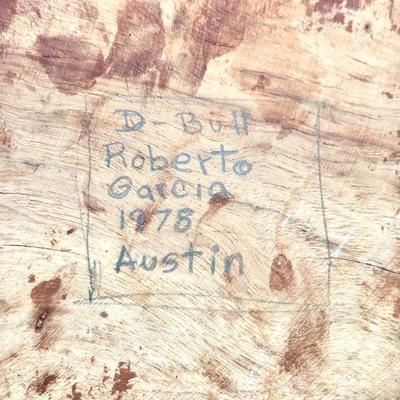 D-Bull
Roberto
Garcia
1975
Austin